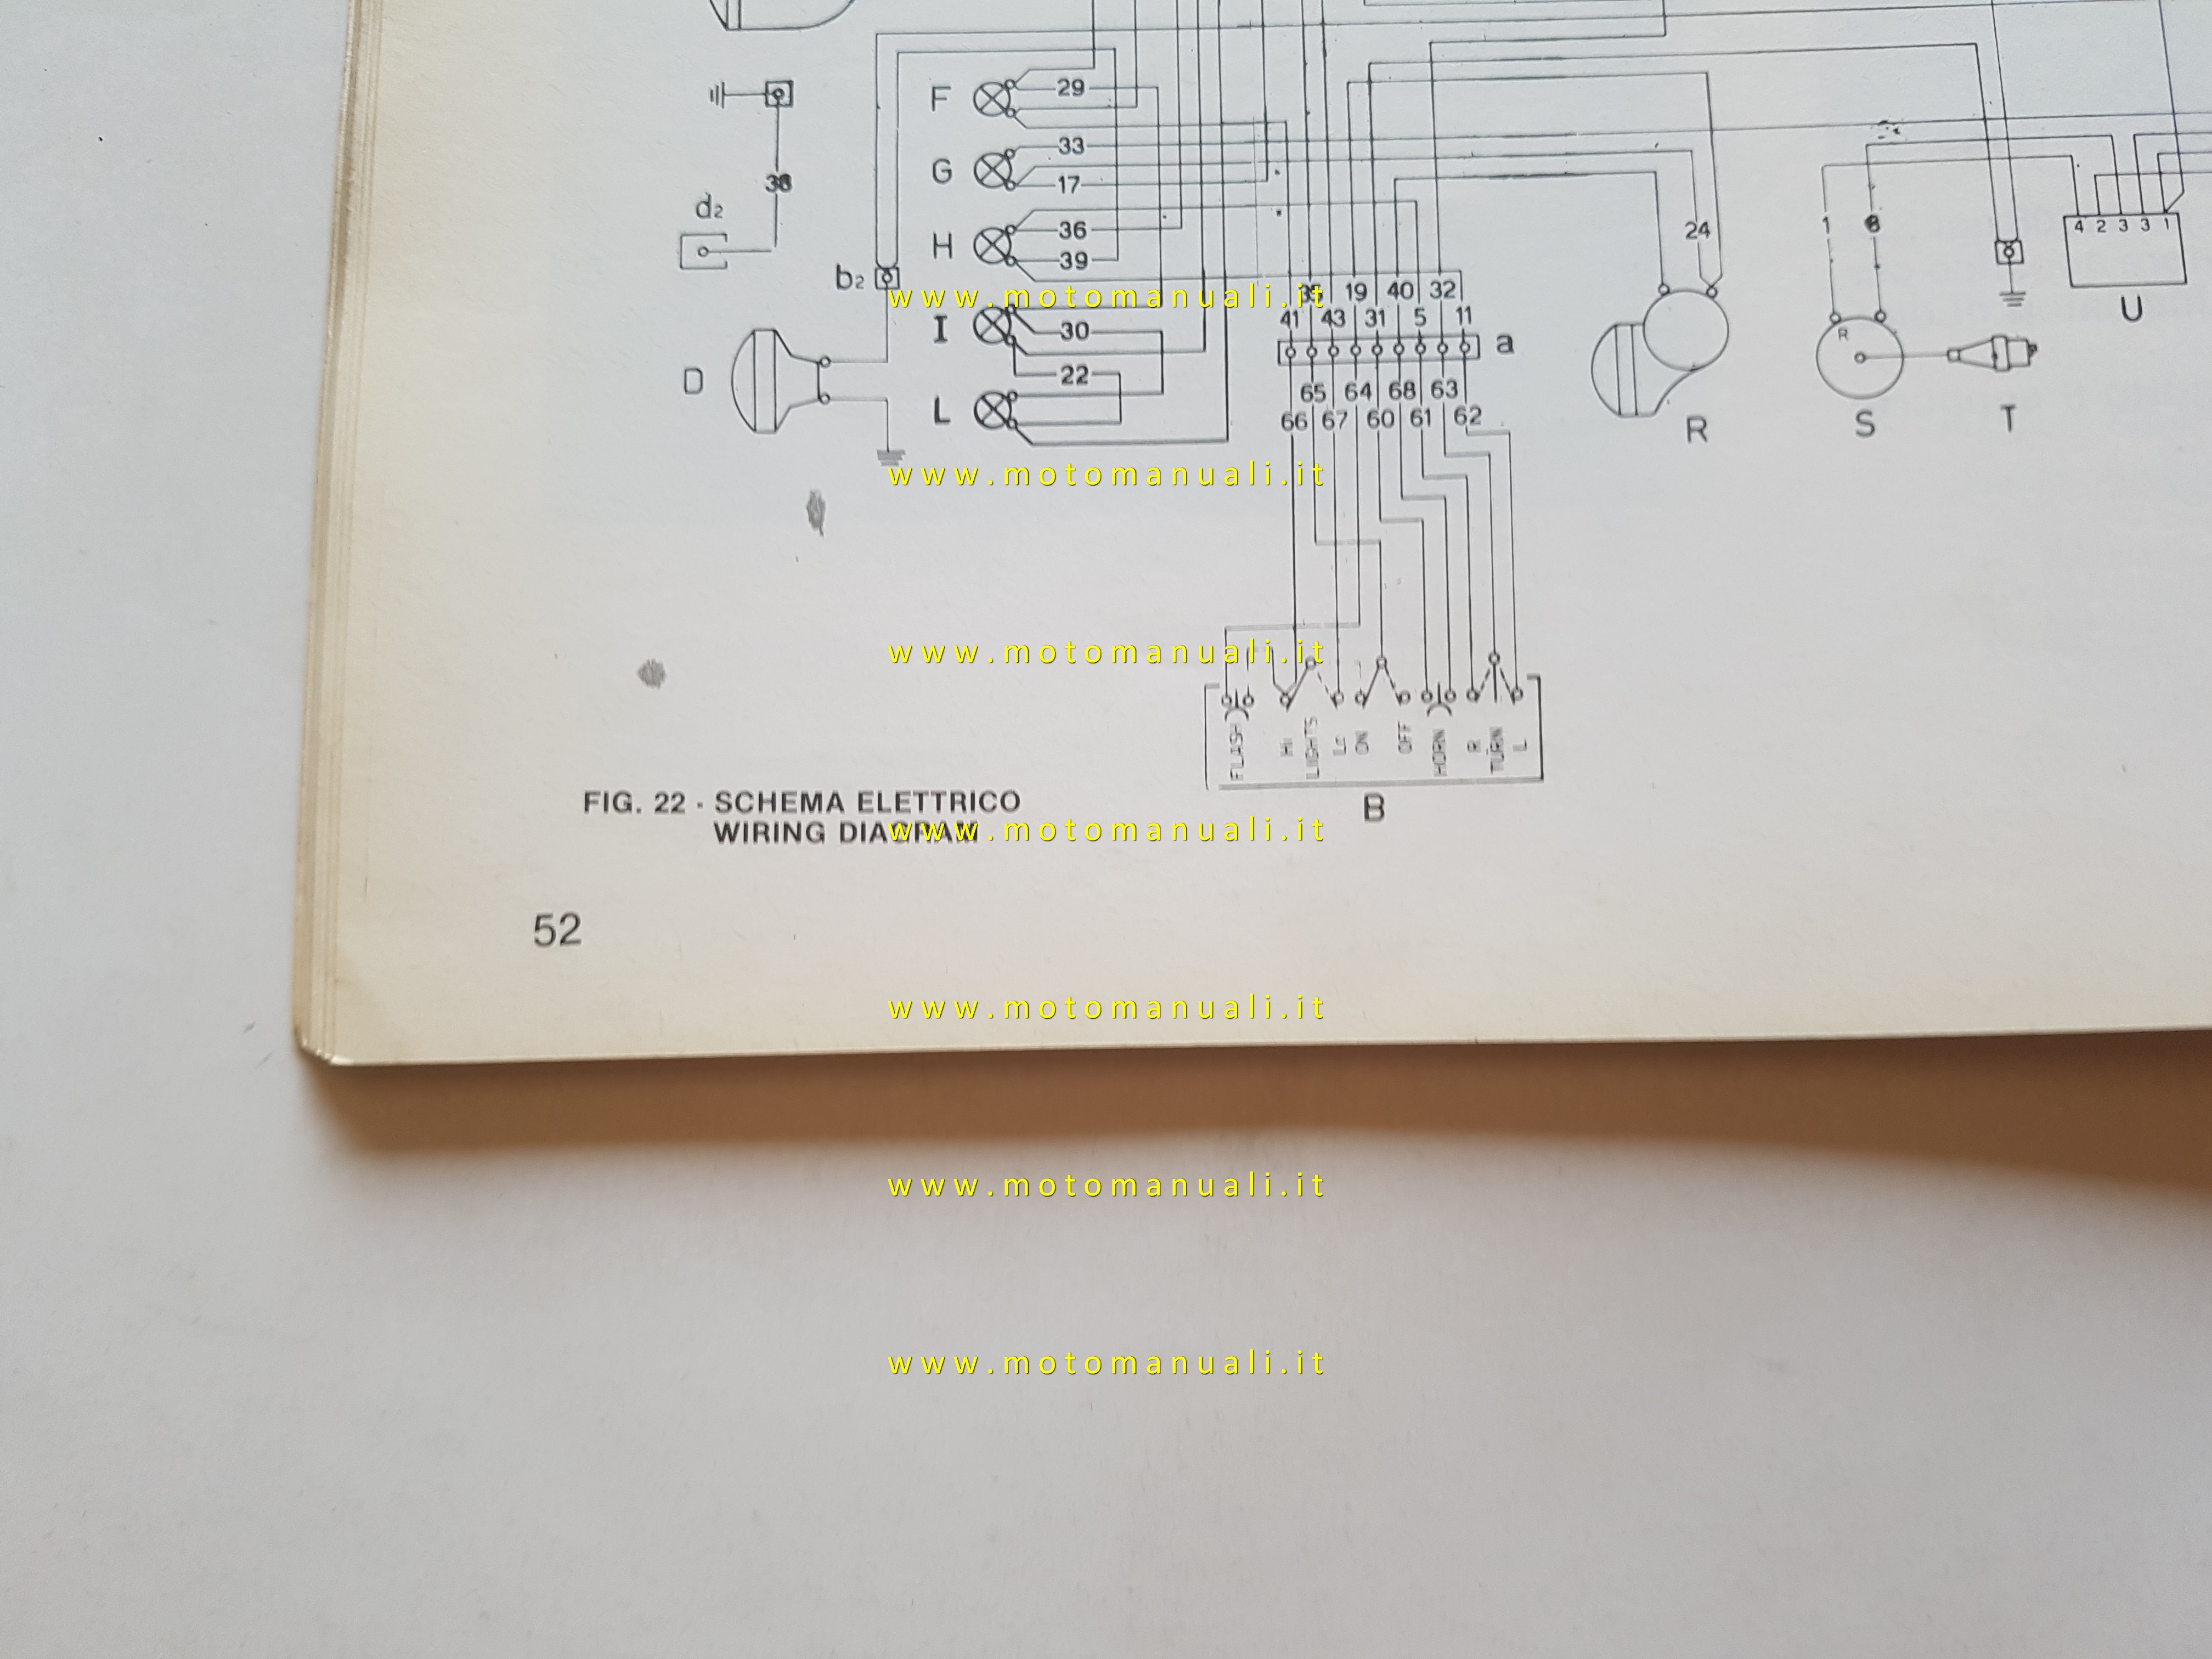 F
29
33
G
17
36
H
39
d2
b2
24
1
4 2 3 3 1
U
www.motomanuali.it
19 40 32
41 43 31 5 11
a
I
30
22
D
L
65 64 68 63
66 67 60 61 62
R
R
S
T
www.motomanuali.it
www.motomanuali.it
FLASH
HI
LIGHTS
ON
OFF
HORN
R
TURN
L
B
FIG. 22 - SCHEMA ELETTRICO
WIRING DIAGRAM
www.motomanuali.it
52
www.motomanuali.it
www.motomanuali.it
www.motomanuali.it